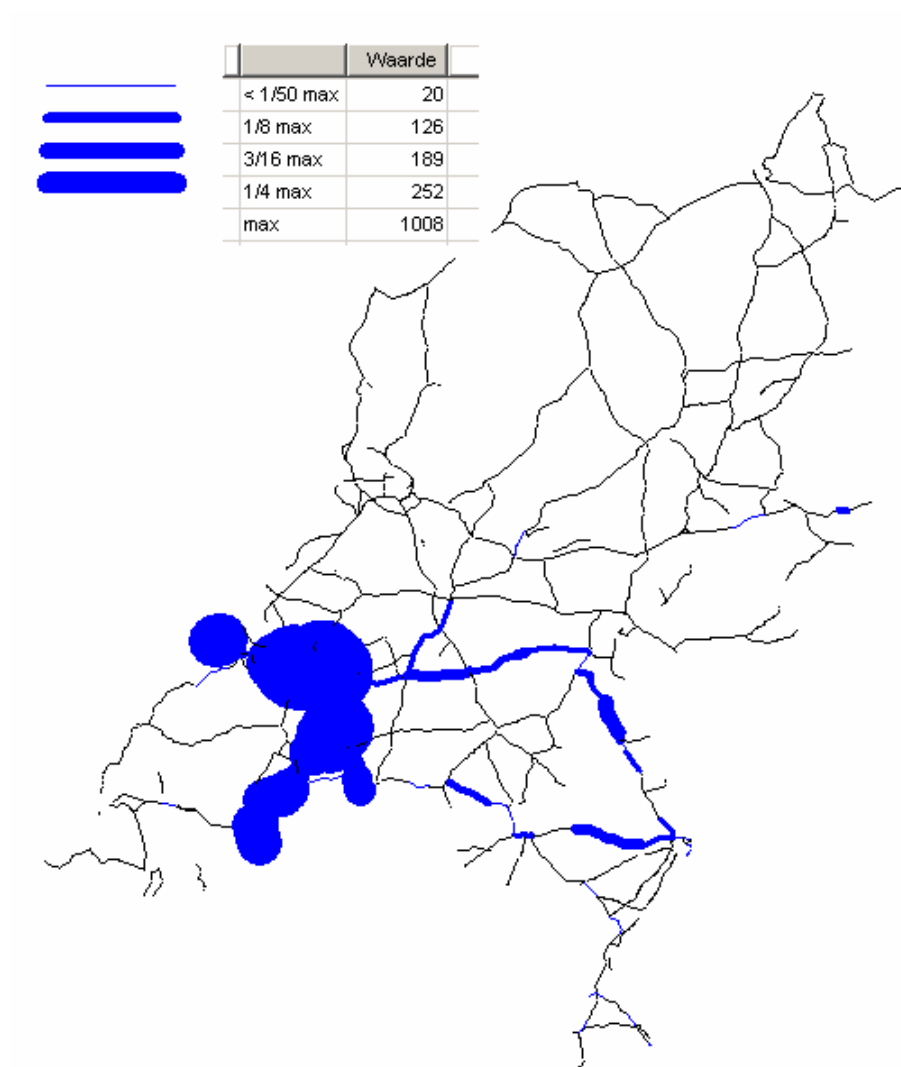 Waarde
< 1/50 max 20
1/8 max 126
3/16 max 189
1/4 max 252
max 1008